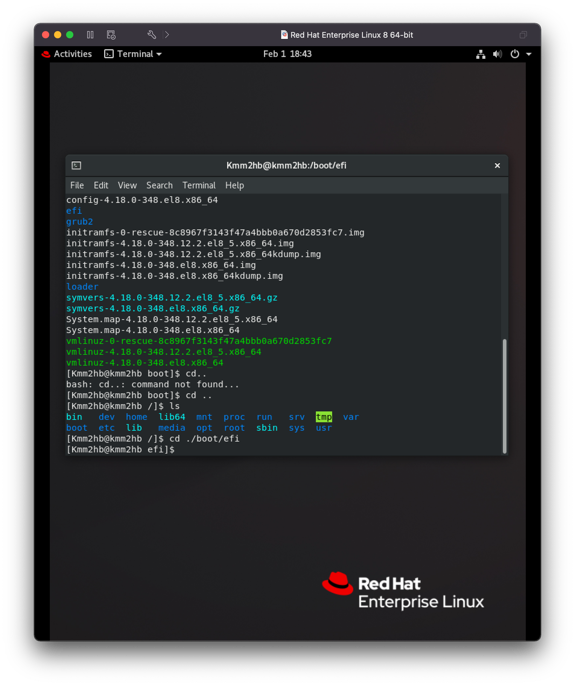 Red Hat Enterprise Linux 8 64-bit
Activities Terminal Feb 1 18:43
Kmm2hb@kmm2hb:/boot/efi
File Edit View Search Terminal Help
config-4.18.0-348.el8.x86_64
efi
grub2
initramfs-0-rescue-8c8967f3143f47a4bbb0a670d2853fc7.img
initramfs-4.18.0-348.12.2.el8_5.x86_64.img
initramfs-4.18.0-348.12.2.el8_5.x86_64kdump.img
initramfs-4.18.0-348.el8.x86_64.img
initramfs-4.18.0-348.el8.x86_64kdump.img
loader
symvers-4.18.0-348.12.2.el8_5.x86_64.gz
symvers-4.18.0-348.el8.x86_64.gz
System.map-4.18.0-348.12.2.el8_5.x86_64
System.map-4.18.0-348.el8.x86_64
vmlinuz-0-rescue-8c8967f3143f47a4bbb0a670d2853fc7
vmlinuz-4.18.0-348.12.2.el8_5.x86_64
vmlinuz-4.18.0-348.el8.x86_64
[Kmm2hb@kmm2hb boot]$ cd..
bash: cd..: command not found...
[Kmm2hb@kmm2hb boot]$ cd ..
[Kmm2hb@kmm2hb /]$ ls
bin dev home lib64 mnt proc run srv tmp var
boot etc lib media opt root sbin sys usr
[Kmm2hb@kmm2hb /]$ cd ./boot/efi
[Kmm2hb@kmm2hb efi]$
Red Hat
Enterprise Linux